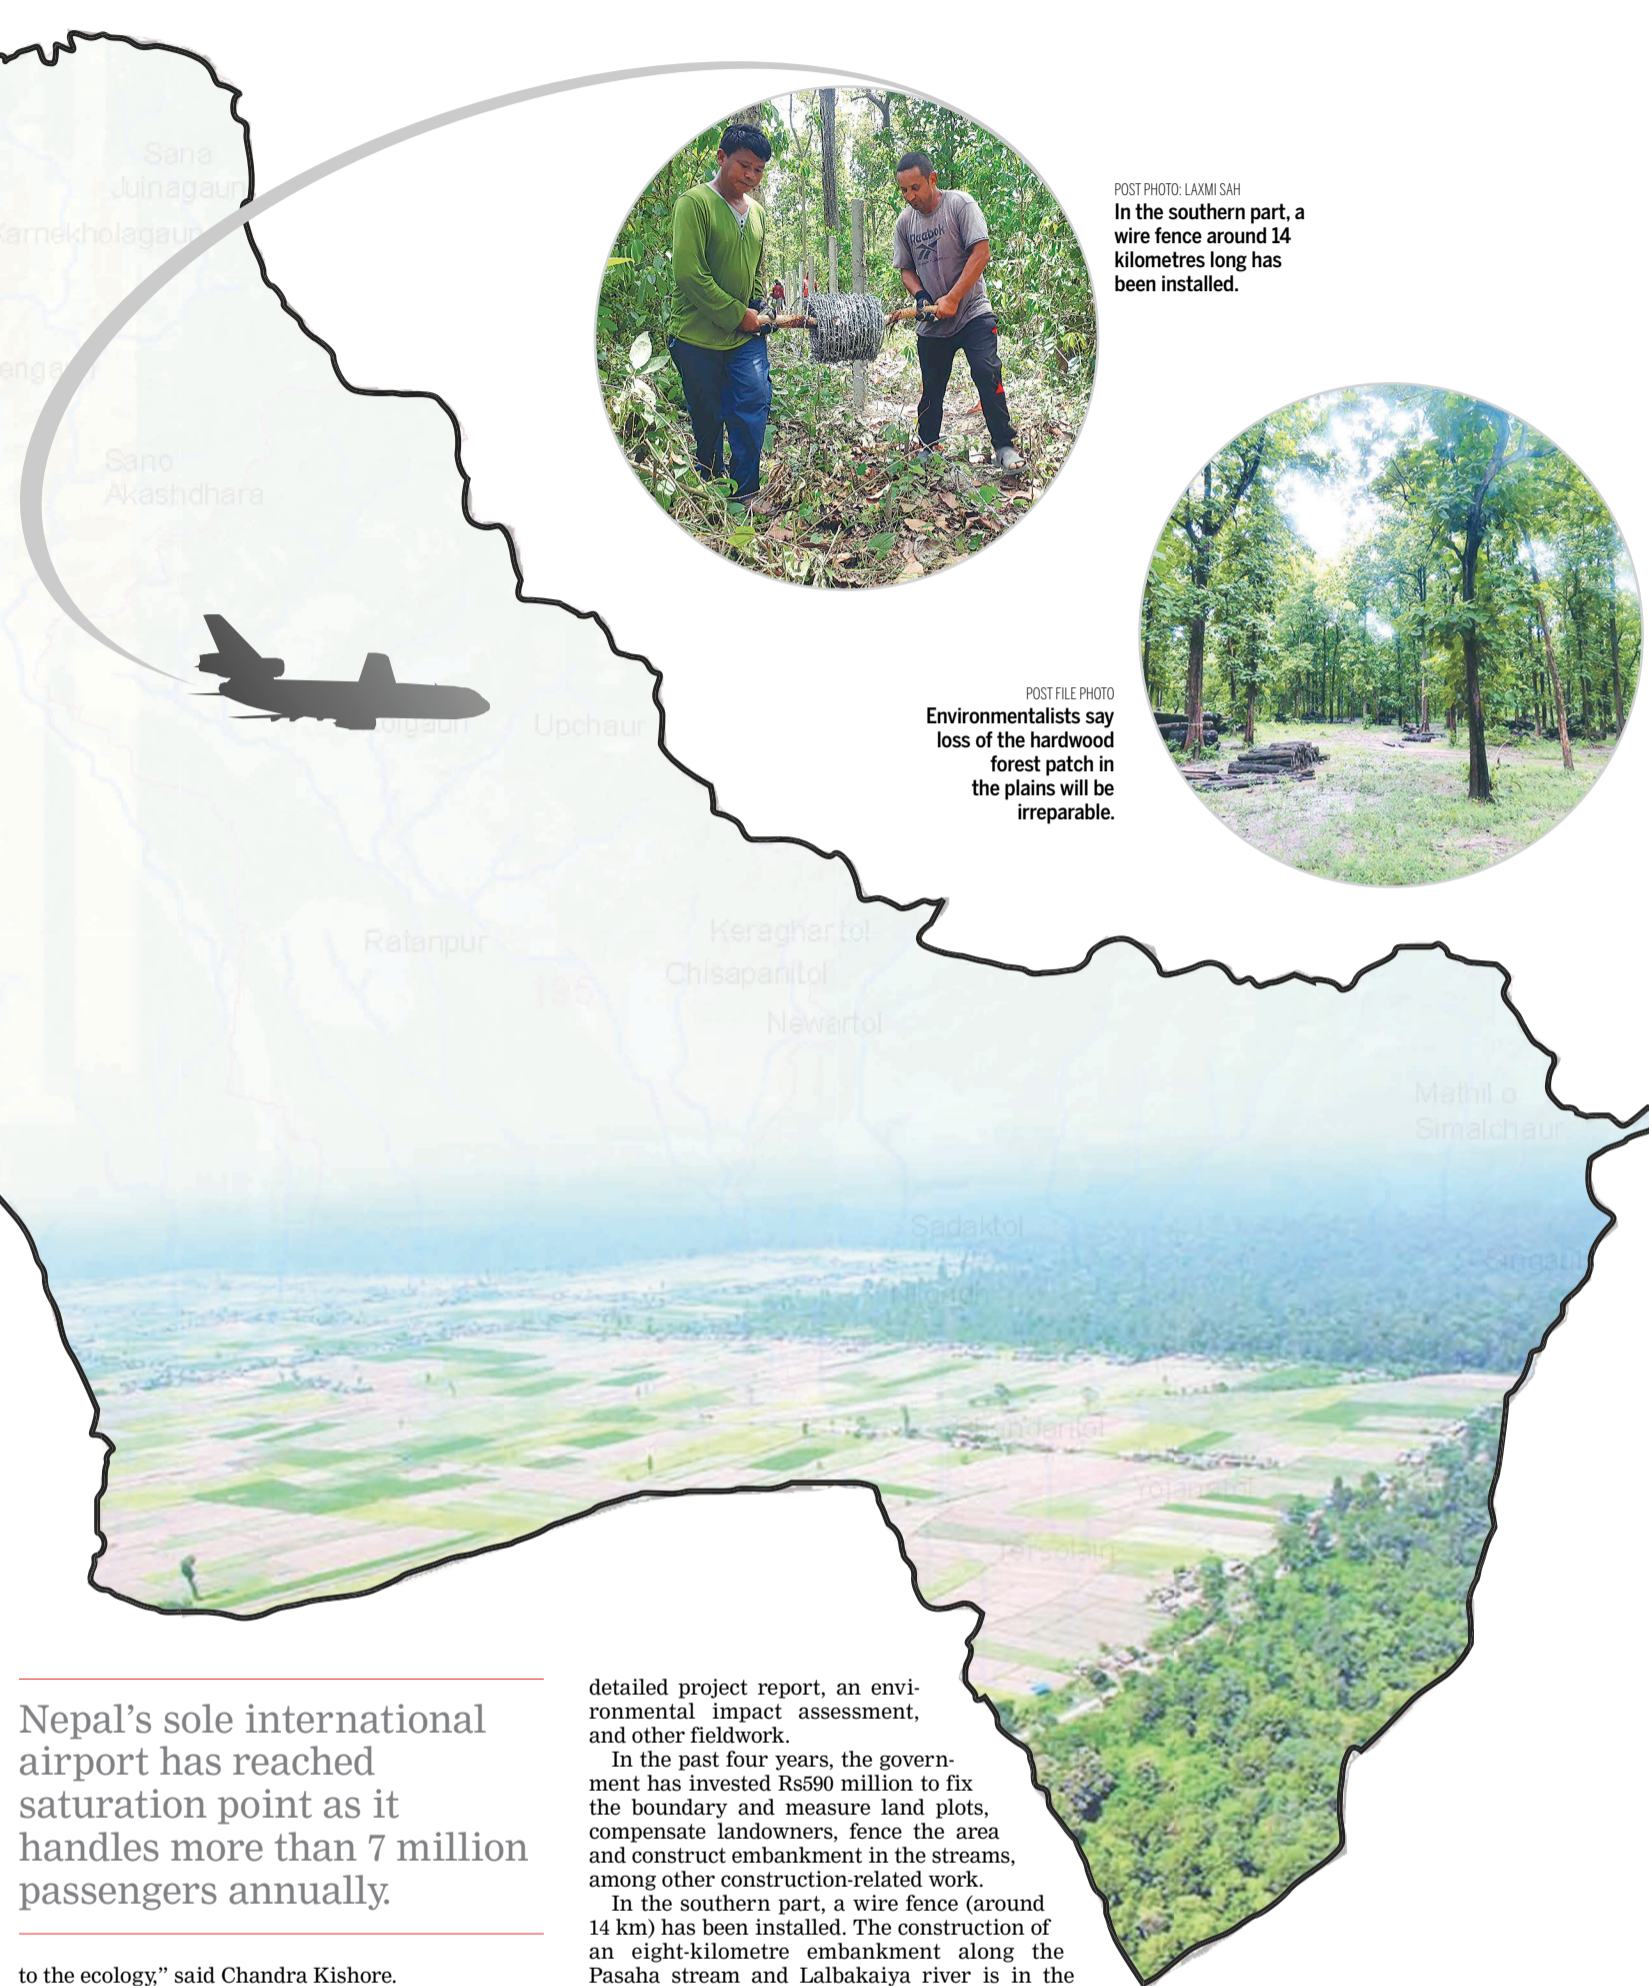 Sana
Juinagaun
Karnekholagaun
Sano
Akashdhara
Upchaur
Ratanpur
Keraghartol
Chisapanitol
Newartol
Mathillo
Simalchaur
Sadaktol
Reebok
POST PHOTO: LAXMI SAH
In the southern part, a
wire fence around 14
kilometres long has
been installed.
POST FILE PHOTO
Environmentalists say
loss of the hardwood
forest patch in
the plains will be
irreparable.
Nepal’s sole international
airport has reached
saturation point as it
handles more than 7 million
passengers annually.
to the ecology,” said Chandra Kishore.
detailed project report, an envi-
ronmental impact assessment,
and other fieldwork.
In the past four years, the govern-
ment has invested Rs590 million to fix
the boundary and measure land plots,
compensate landowners, fence the area
and construct embankment in the streams,
among other construction-related work.
In the southern part, a wire fence (around
14 km) has been installed. The construction of
an eight-kilometre embankment along the
Pasaha stream and Lalbakaiya river is in the